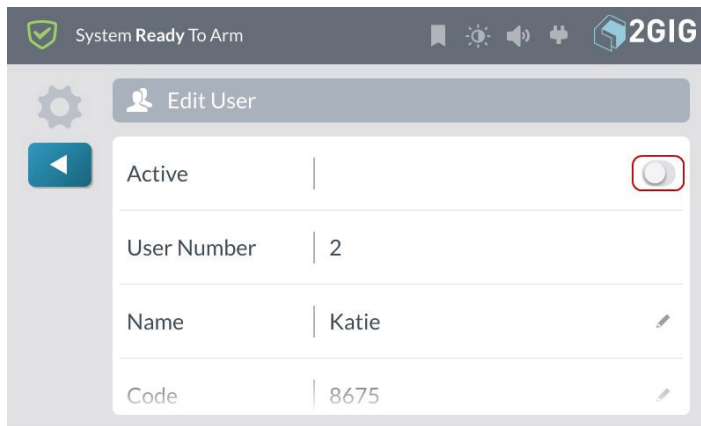 System Ready To Arm
2GIG
Edit User
Active
User Number 2
Name Katie
Code 8675